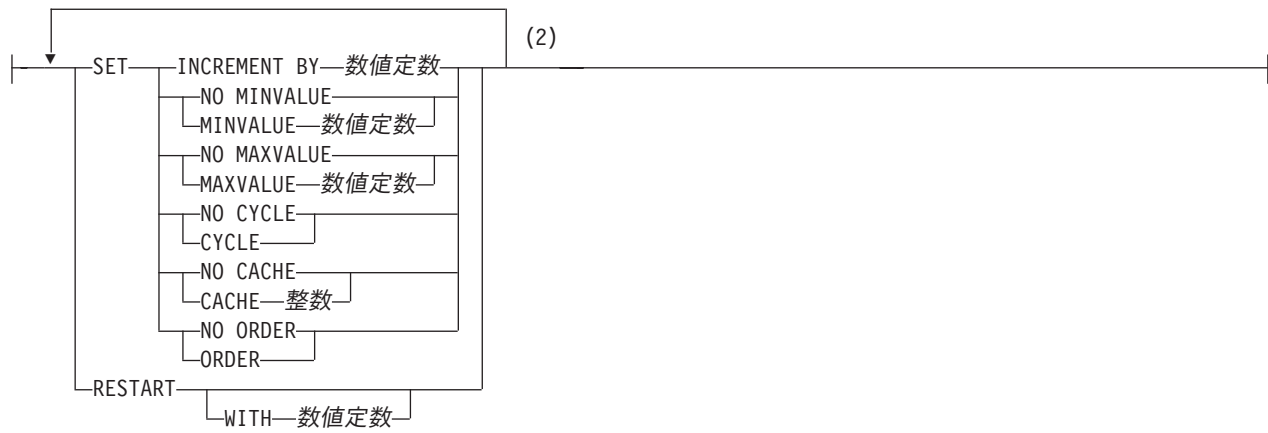 (2)
SET INCREMENT BY 数値定数
NO MINVALUE
MINVALUE 数値定数
NO MAXVALUE
MAXVALUE 数値定数
NO CYCLE
CYCLE
NO CACHE
CACHE 整数
NO ORDER
ORDER
RESTART
WITH 数値定数